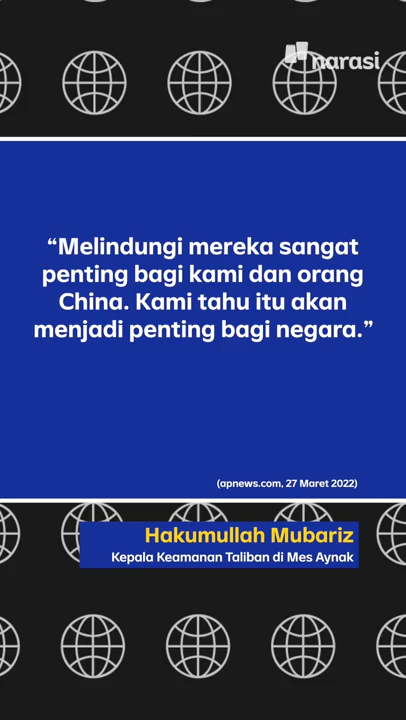 narasi
“Melindungi mereka sangat
penting bagi kami dan orang
China. Kami tahu itu akan
menjadi penting bagi negara.”
(apnews.com, 27 Maret 2022)
Hakumullah Mubariz
Kepala Keamanan Taliban di Mes Aynak